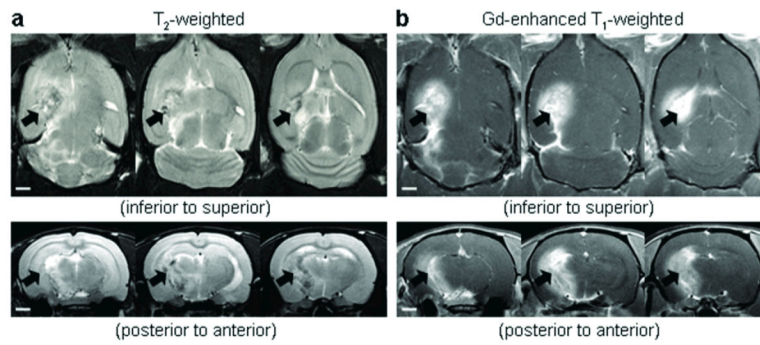 a T₂-weighted
b Gd-enhanced T₁-weighted
(inferior to superior)
(inferior to superior)
(posterior to anterior)
(posterior to anterior)